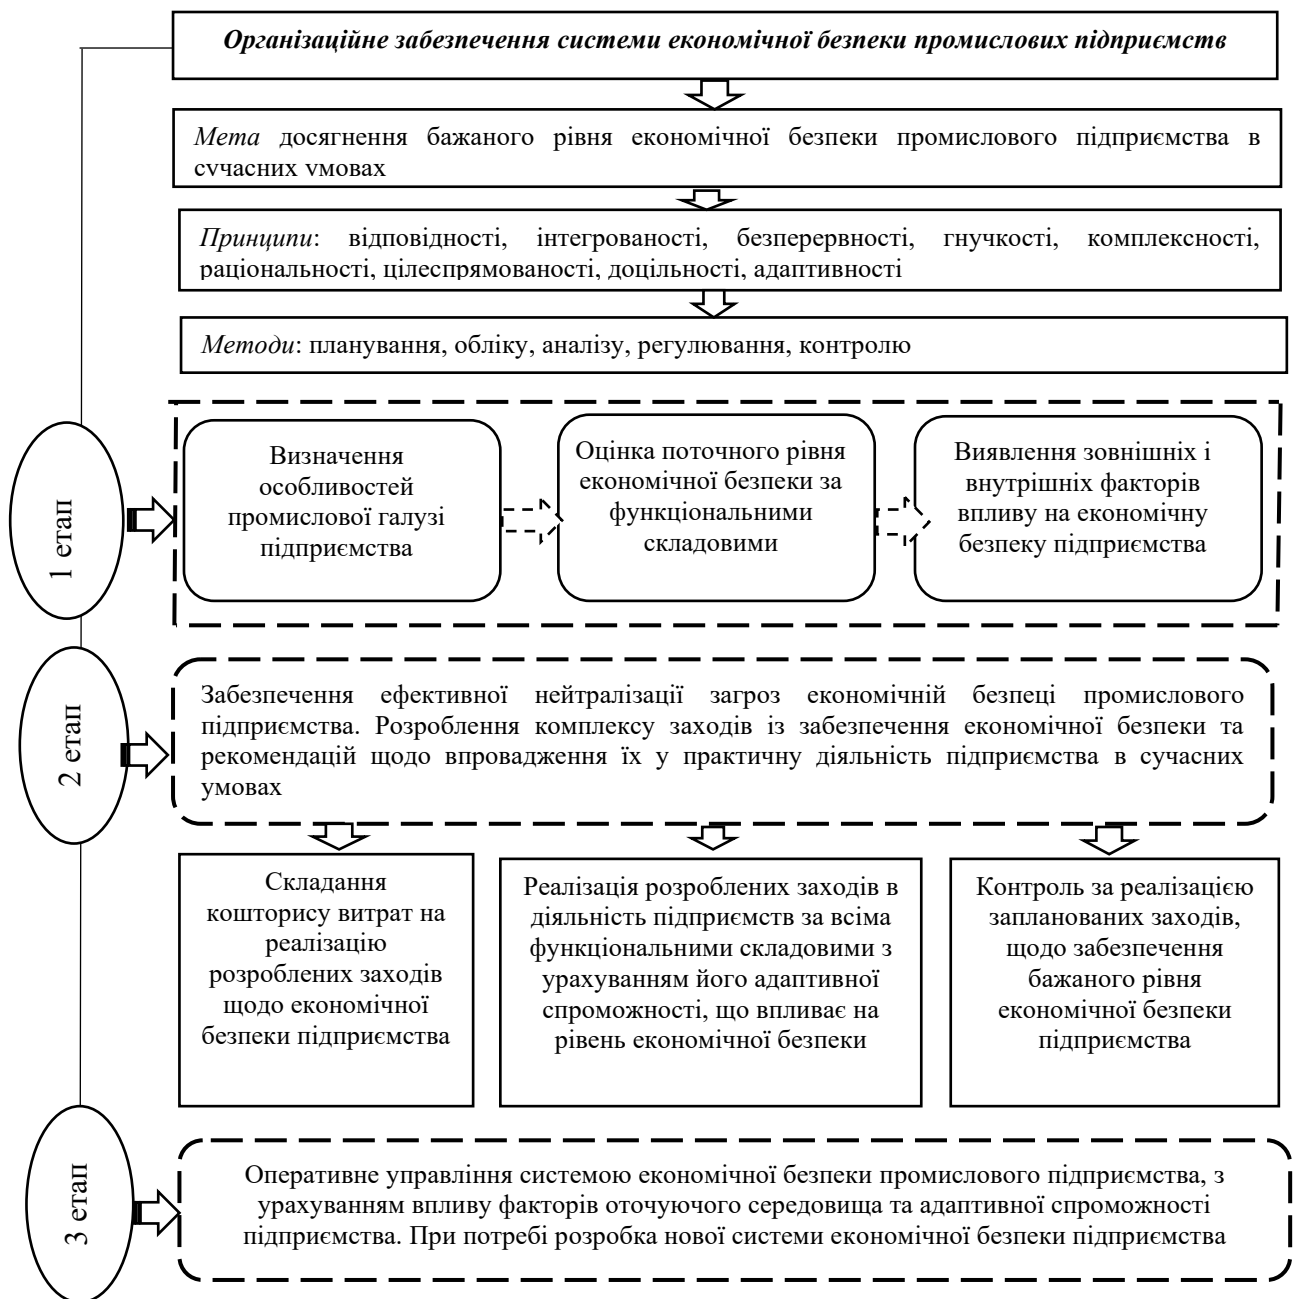 Організаційне забезпечення системи економічної безпеки промислових підприємств
Мета досягнення бажаного рівня економічної безпеки промислового підприємства в
сучасних умовах
Принципи: відповідності, інтегрованості, безперервності, гнучкості, комплексності,
раціональності, цілеспрямованості, доцільності, адаптивності
Методи: планування, обліку, аналізу, регулювання, контролю
1 етап
Визначення
особливостей
промислової галузі
підприємства
Оцінка поточного рівня
економічної безпеки за
функціональними
складовими
Виявлення зовнішніх і
внутрішніх факторів
впливу на економічну
безпеку підприємства
2 етап
Забезпечення ефективної нейтралізації загроз економічній безпеці промислового
підприємства. Розроблення комплексу заходів із забезпечення економічної безпеки та
рекомендацій щодо впровадження їх у практичну діяльність підприємства в сучасних
умовах
Складання
кошторису витрат на
реалізацію
розроблених заходів
щодо економічної
безпеки підприємства
Реалізація розроблених заходів в
діяльність підприємств за всіма
функціональними складовими з
урахуванням його адаптивної
спроможності, що впливає на
рівень економічної безпеки
Контроль за реалізацією
запланованих заходів,
щодо забезпечення
бажаного рівня
економічної безпеки
підприємства
3 етап
Оперативне управління системою економічної безпеки промислового підприємства, з
урахуванням впливу факторів оточуючого середовища та адаптивної спроможності
підприємства. При потребі розробка нової системи економічної безпеки підприємства